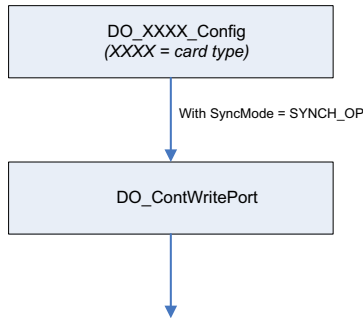 DO_XXXX_Config
(XXXX = card type)
With SyncMode = SYNCH_OP
DO_ContWritePort